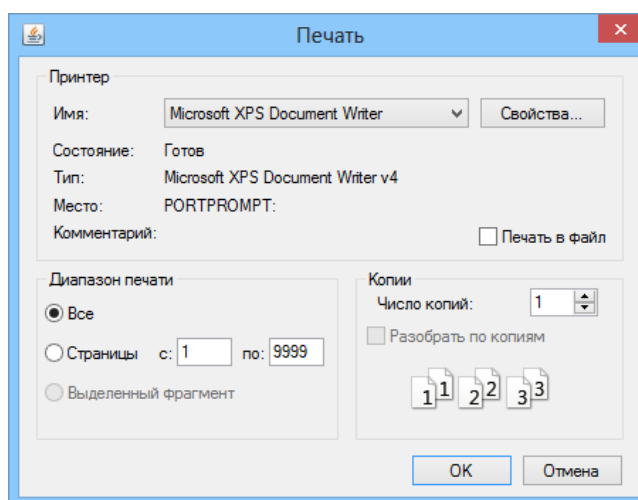 Печать
Принтер
Имя: Microsoft XPS Document Writer Свойства...
Состояние: Готов
Тип: Microsoft XPS Document Writer v4
Место: PORTPROMPT:
Комментарий: Печать в файл
Диапазон печати
Все
Страницы с: 1 по: 9999
Выделенный фрагмент
Копии
Число копий: 1
Разобрать по копиям
1 1 2 2 3 3
OK Отмена